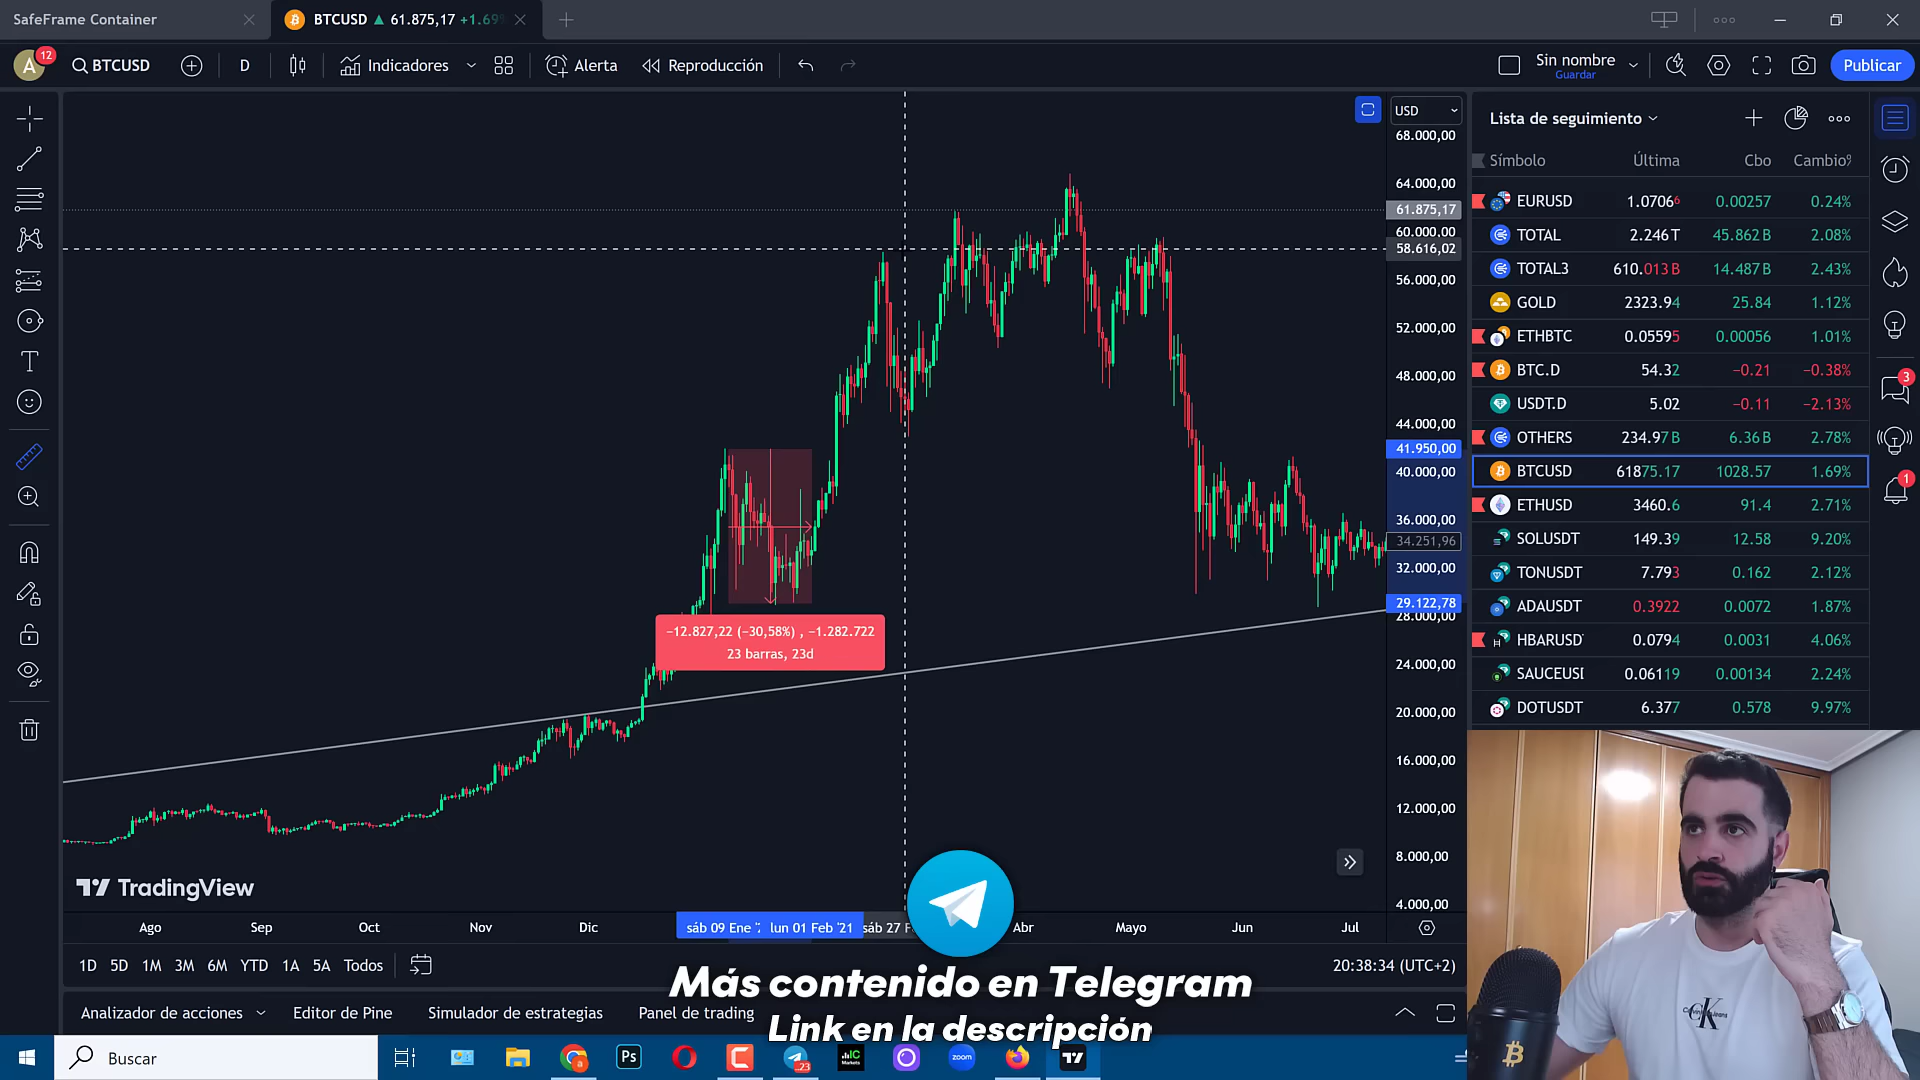 SafeFrame Container
BTCUSD ▲ 61.875,17 +1.69
A 12
BTCUSD
D
Indicadores
Alerta
Reproducción
Sin nombre
Guardar
Publicar
USD
68.000,00
64.000,00
61.875,17
60.000,00
58.616,02
56.000,00
52.000,00
48.000,00
44.000,00
41.950,00
40.000,00
36.000,00
34.251,96
32.000,00
29.122,78
28.000,00
24.000,00
20.000,00
16.000,00
12.000,00
8.000,00
4.000,00
−12.827,22 (−30,58%) , −1.282.722
23 barras, 23d
TradingView
Ago Sep Oct Nov Dic sáb 09 Ene '2 lun 01 Feb '21 sáb 27 F Abr Mayo Jun Jul
1D 5D 1M 3M 6M YTD 1A 5A Todos
20:38:34 (UTC+2)
Analizador de acciones Editor de Pine Simulador de estrategias Panel de trading
Lista de seguimiento
Símbolo Última Cbo Cambio%
EURUSD 1.0706⁶ 0.00257 0.24%
TOTAL 2.246 T 45.862 B 2.08%
TOTAL3 610.013 B 14.487 B 2.43%
GOLD 2323.94 25.84 1.12%
ETHBTC 0.05595 0.00056 1.01%
BTC.D 54.32 −0.21 −0.38%
USDT.D 5.02 −0.11 −2.13%
OTHERS 234.97 B 6.36 B 2.78%
BTCUSD 61875.17 1028.57 1.69%
ETHUSD 3460.6 91.4 2.71%
SOLUSDT 149.39 12.58 9.20%
TONUSDT 7.793 0.162 2.12%
ADAUSDT 0.3922 0.0072 1.87%
HBARUSD 0.0794 0.0031 4.06%
SAUCEUSI 0.06119 0.00134 2.24%
DOTUSDT 6.377 0.578 9.97%
3
1
Más contenido en Telegram
Link en la descripción
CK
Calvin Klein Jeans
Buscar
Ps
23
IC
Markets
zoom